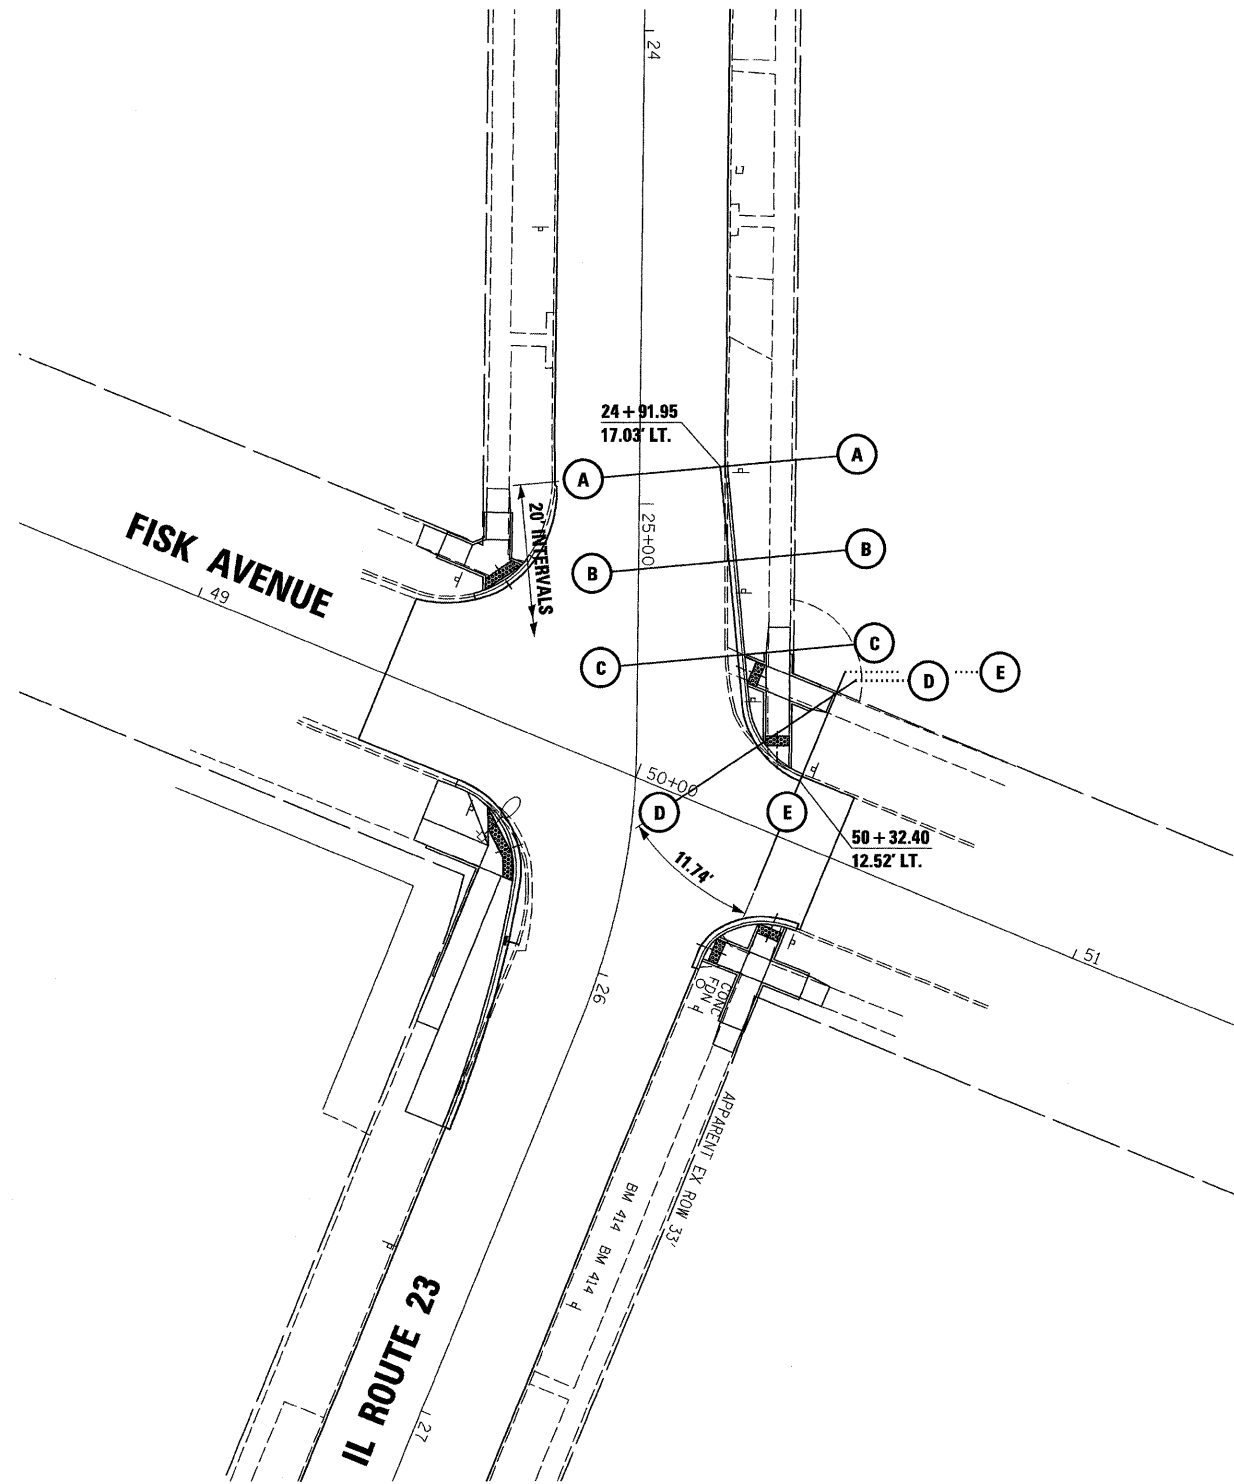 24
24 + 91.95
17.03' LT.
A
A
20' INTERVALS
25+00
B
B
FISK AVENUE
49
C
C
D
E
50+00
D
E
50 + 32.40
12.52' LT.
11.74'
51
26
CONC
FDN
APPARENT EX ROW 33'
BM 414
BM 414
IL ROUTE 23
27